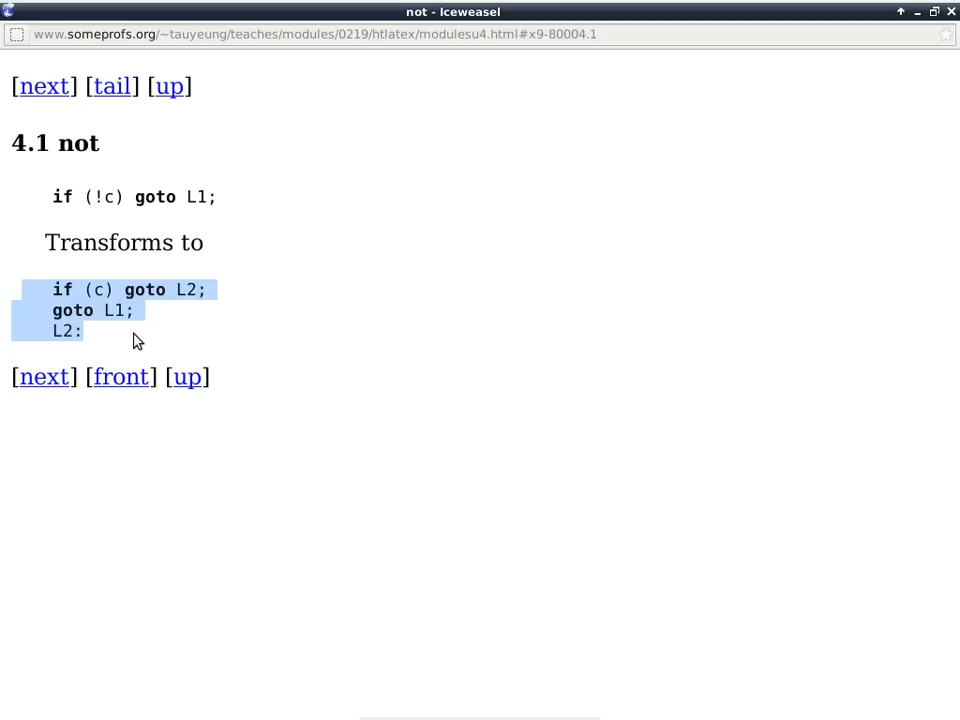 not - Iceweasel
www.someprofs.org/~tauyeung/teaches/modules/0219/htlatex/modulesu4.html#x9-80004.1
[next] [tail] [up]
4.1 not
if (!c) goto L1;
Transforms to
if (c) goto L2;
goto L1;
L2:
[next] [front] [up]